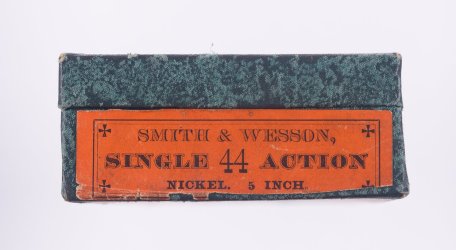 SMITH & WESSON,
SINGLE 44 ACTION
NICKEL. 5 INCH.